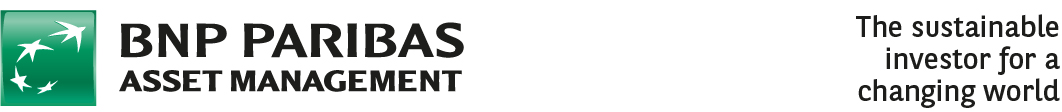 BNP PARIBAS
ASSET MANAGEMENT
The sustainable
investor for a
changing world